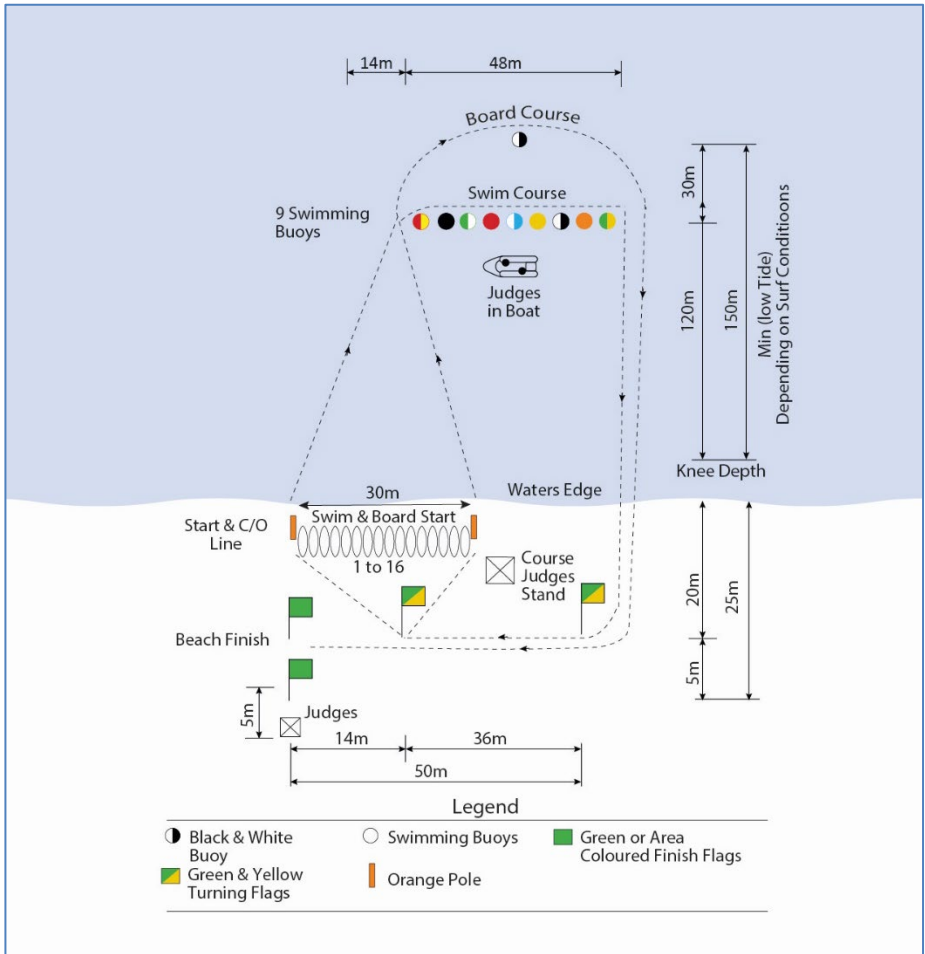 14m
48m
Board Course
Swim Course
9 Swimming
Buoys
Judges
in Boat
30m
120m
150m
Min (low Tide)
Depending on Surf Conditioons
Knee Depth
30m
Waters Edge
Start & C/O
Line
Swim & Board Start
1 to 16
Course
Judges
Stand
20m
25m
Beach Finish
5m
5m
Judges
14m
36m
50m
Legend
Black & White
Buoy
Swimming Buoys
Green or Area
Coloured Finish Flags
Green & Yellow
Turning Flags
Orange Pole